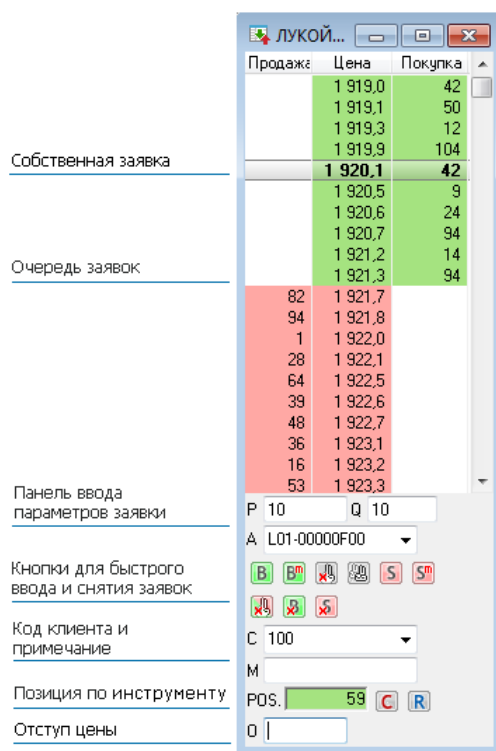 ЛУКОЙ...
Продажа Цена Покупка
1 919,0 42
1 919,1 50
1 919,3 12
1 919,9 104
Собственная заявка
1 920,1 42
1 920,5 9
1 920,6 24
1 920,7 94
1 921,2 14
Очередь заявок
1 921,3 94
82 1 921,7
94 1 921,8
1 1 922,0
28 1 922,1
64 1 922,5
39 1 922,6
48 1 922,7
36 1 923,1
16 1 923,2
53 1 923,3
Панель ввода
параметров заявки
P 10 Q 10
A L01-00000F00
Кнопки для быстрого
ввода и снятия заявок
B Bm S Sm
B S
Код клиента и
примечание
C 100
M
Позиция по инструменту
POS. 59 C R
Отступ цены
O